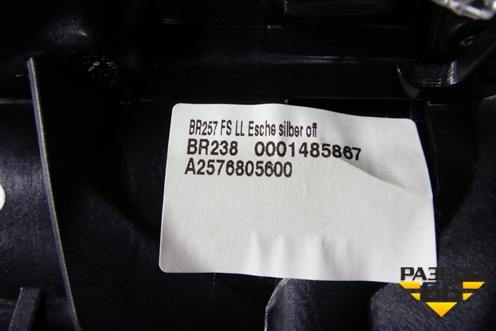 BR257 FS LL Esche silber off
BR238 0001485867
A2576805600